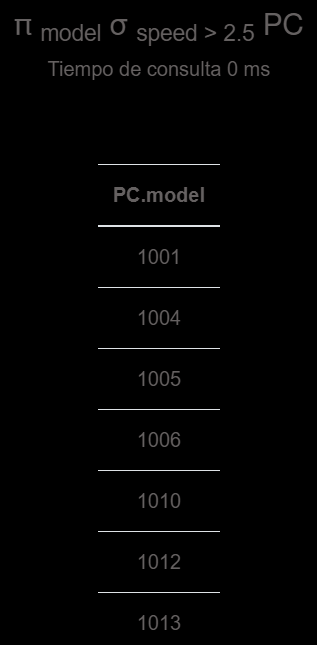 π model σ speed > 2.5 PC
Tiempo de consulta 0 ms
PC.model
1001
1004
1005
1006
1010
1012
1013